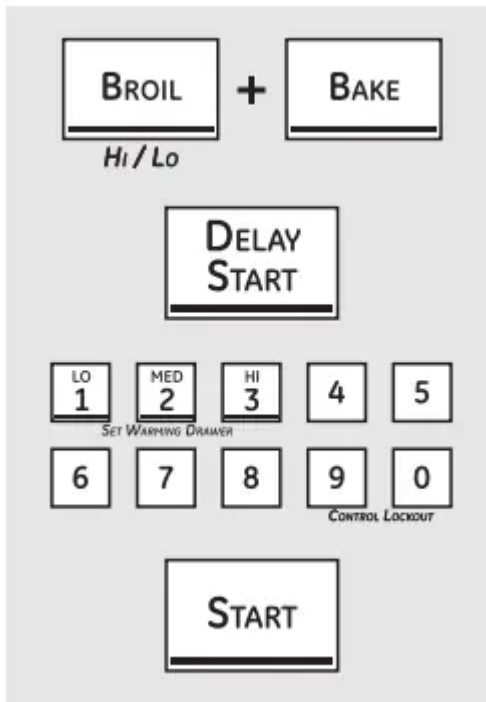 BROIL + BAKE
HI / LO
DELAY
START
LO MED HI
1 2 3 4 5
SET WARMING DRAWER
6 7 8 9 0
CONTROL LOCKOUT
START